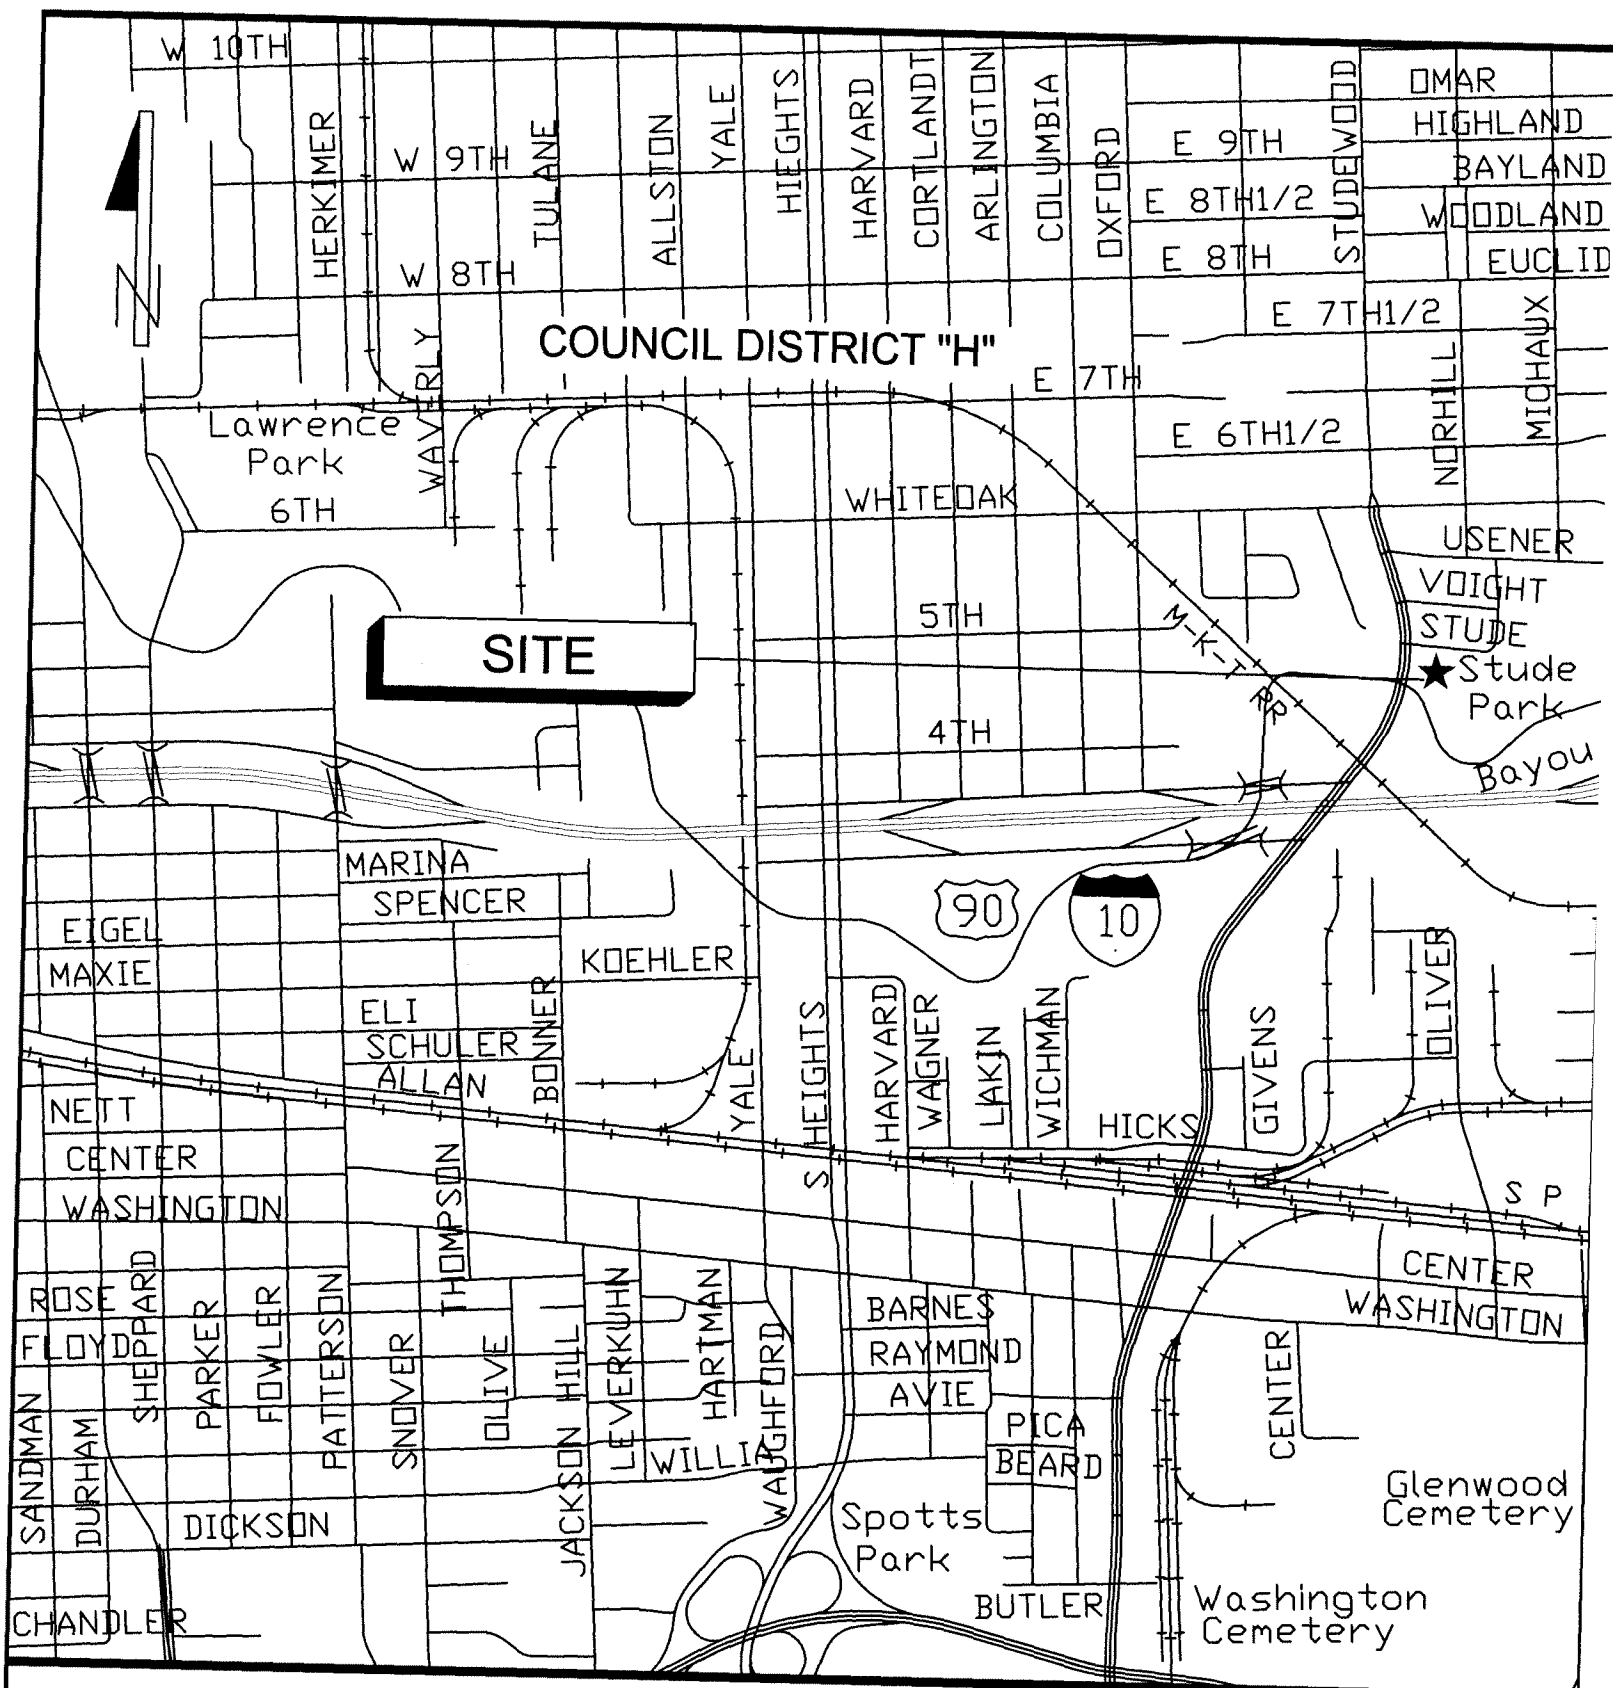 W 10TH
OMAR
HIGHLAND
BAYLAND
WOODLAND
EUCLID
HERKIMER
W 9TH
TULANE
ALLSTON
YALE
HIEGHTS
HARVARD
CORTLANDT
ARLINGTON
COLUMBIA
OXFORD
E 9TH
E 8TH1/2
E 8TH
STUDEWOOD
W 8TH
N
WAVERLY
COUNCIL DISTRICT "H"
E 7TH1/2
E 7TH
E 6TH1/2
NORHILL
MIOHAUX
Lawrence
Park
6TH
WHITEOAK
USENER
VOIGHT
STUDE
5TH
M-K-T RR
SITE
Stude
Park
4TH
Bayou
MARINA
SPENCER
90
10
EIGEL
MAXIE
KOEHLER
ELI
SCHULER
ALLAN
BONNER
YALE
S HEIGHTS
HARVARD
WAGNER
LAKIN
WICHMAN
HICKS
GIVENS
OLIVER
NETT
CENTER
WASHINGTON
THOMPSON
S P
CENTER
WASHINGTON
ROSE
FLOYD
SHEPPARD
PARKER
FOWLER
PATTERSON
SNOVER
OLIVE
JACKSON HILL
LEVERKUHN
HARTMAN
WAUGHFORD
BARNES
RAYMOND
AVIE
PICA
BEARD
CENTER
SANDMAN
DURHAM
WILLIA
DICKSON
Spotts
Park
Glenwood
Cemetery
CHANDLER
BUTLER
Washington
Cemetery